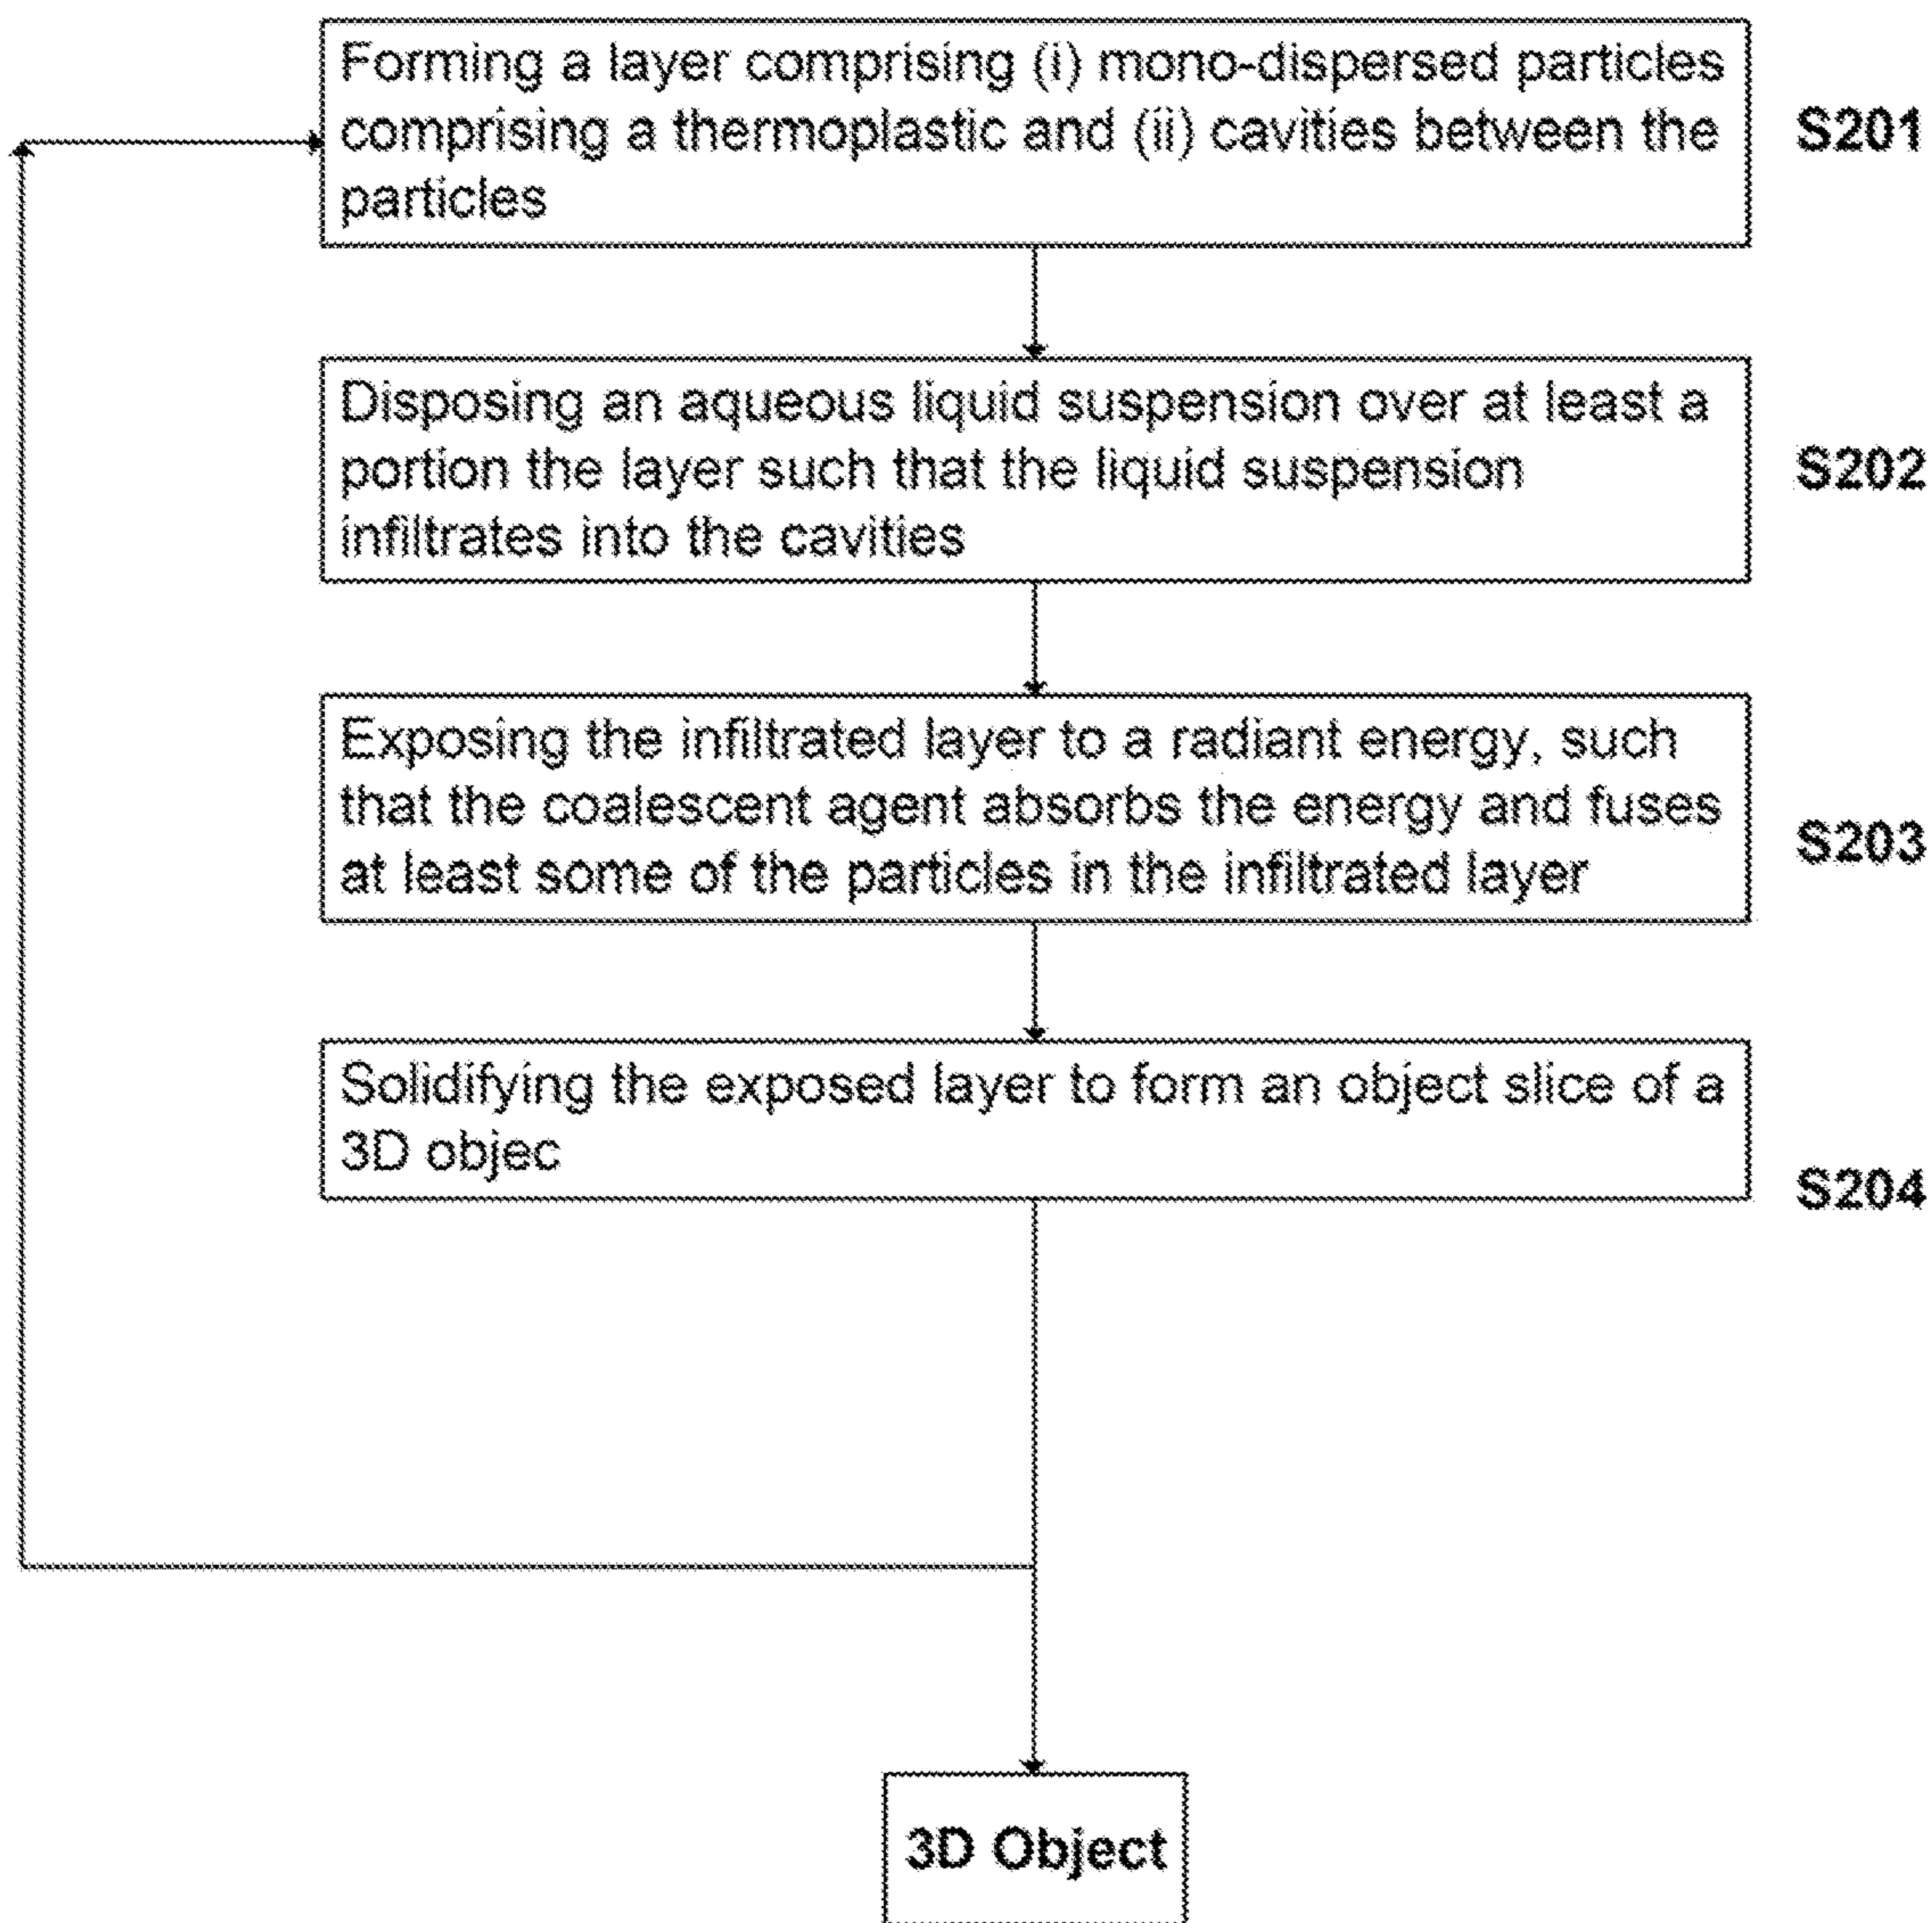 Forming a layer comprising (i) mono-dispersed particles
comprising a thermoplastic and (ii) cavities between the
particles
S201
Disposing an aqueous liquid suspension over at least a
portion the layer such that the liquid suspension
infiltrates into the cavities
S202
Exposing the infiltrated layer to a radiant energy, such
that the coalescent agent absorbs the energy and fuses
at least some of the particles in the infiltrated layer
S203
Solidifying the exposed layer to form an object slice of a
3D objec
S204
3D Object